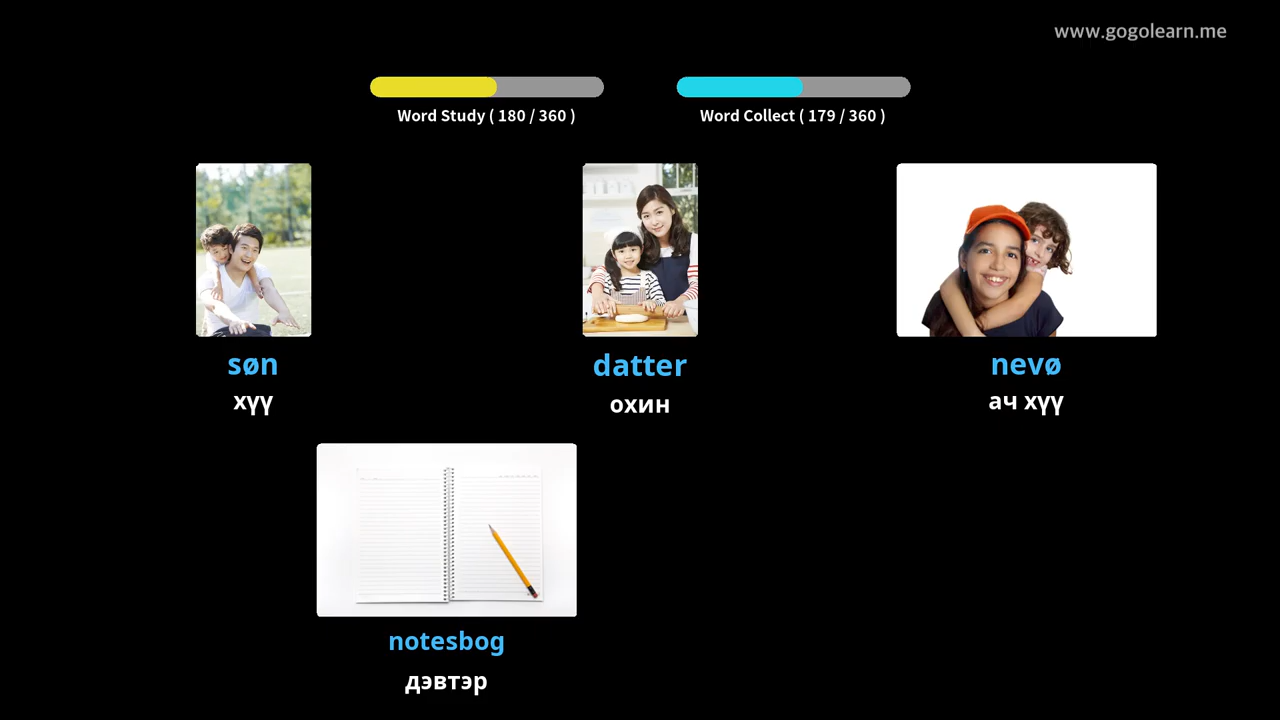 www.gogolearn.me
Word Study ( 180 / 360 )
Word Collect ( 179 / 360 )
søn
хүү
datter
охин
nevø
ач хүү
notesbog
дэвтэр